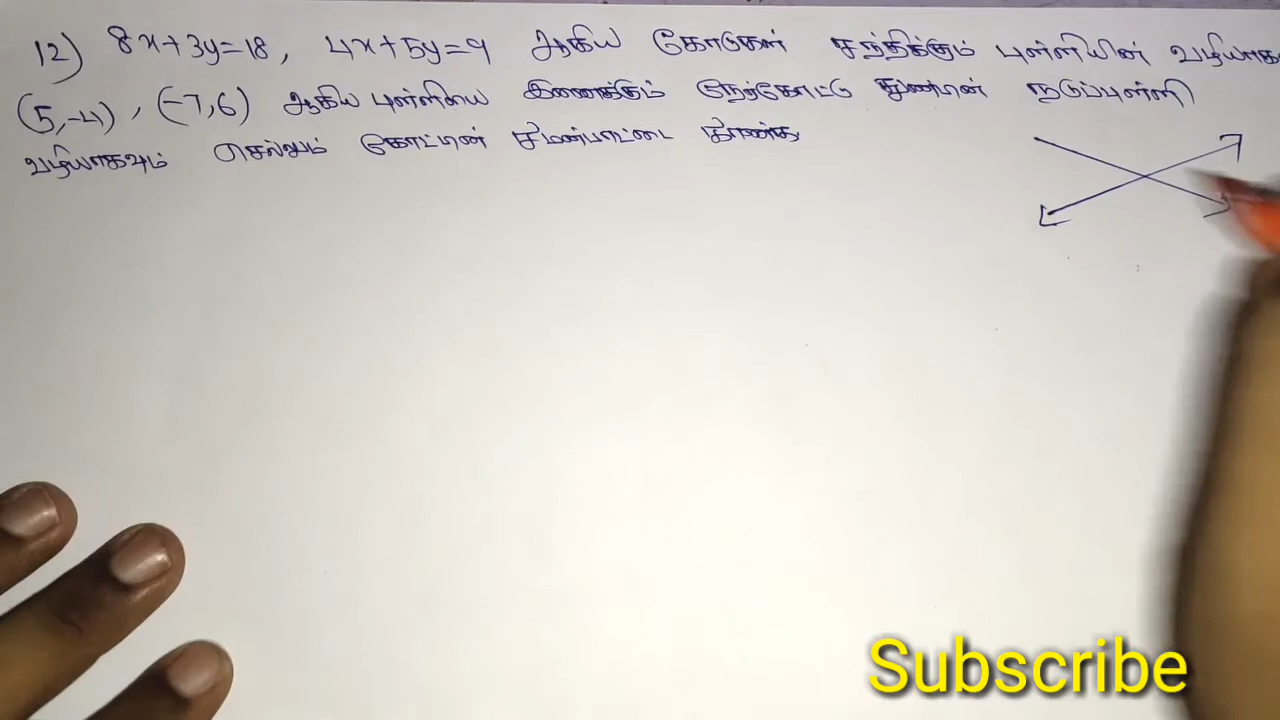 12) 8x+3y=18, 4x+5y=9 ஆகிய கோடுகள் சந்திக்கும் புள்ளியின் வழியாக
(5,-4), (-7,6) ஆகிய புள்ளியை இணைக்கும் நேர்கோட்டு துண்டின் நடுப்புள்ளி
வழியாகவும் செல்லும் கோட்டின் சமன்பாட்டை காண்க
Subscribe